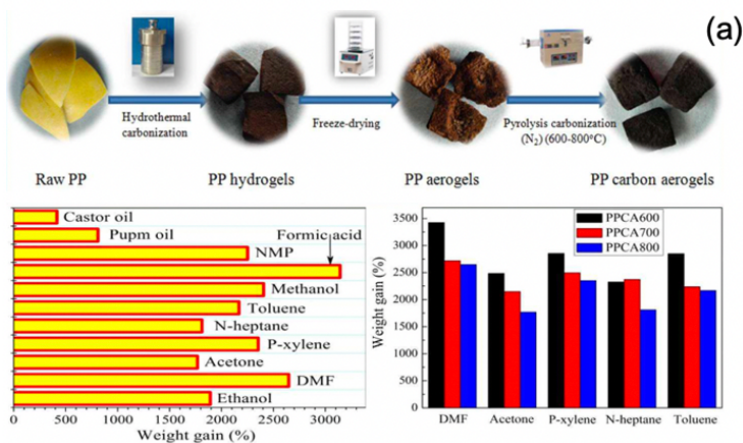 (a)
Hydrothermal
carbonization
Freeze-drying
Pyrolysis carbonization
(N₂) (600-800°C)
Raw PP
PP hydrogels
PP aerogels
PP carbon aerogels
Castor oil
Pupm oil
Formic acid
NMP
Methanol
Toluene
N-heptane
P-xylene
Acetone
DMF
Ethanol
0 500 1000 1500 2000 2500 3000
Weight gain (%)
PPCA600
PPCA700
PPCA800
3500
3000
2500
2000
1500
1000
500
0
Weight gain (%)
DMF Acetone P-xylene N-heptane Toluene